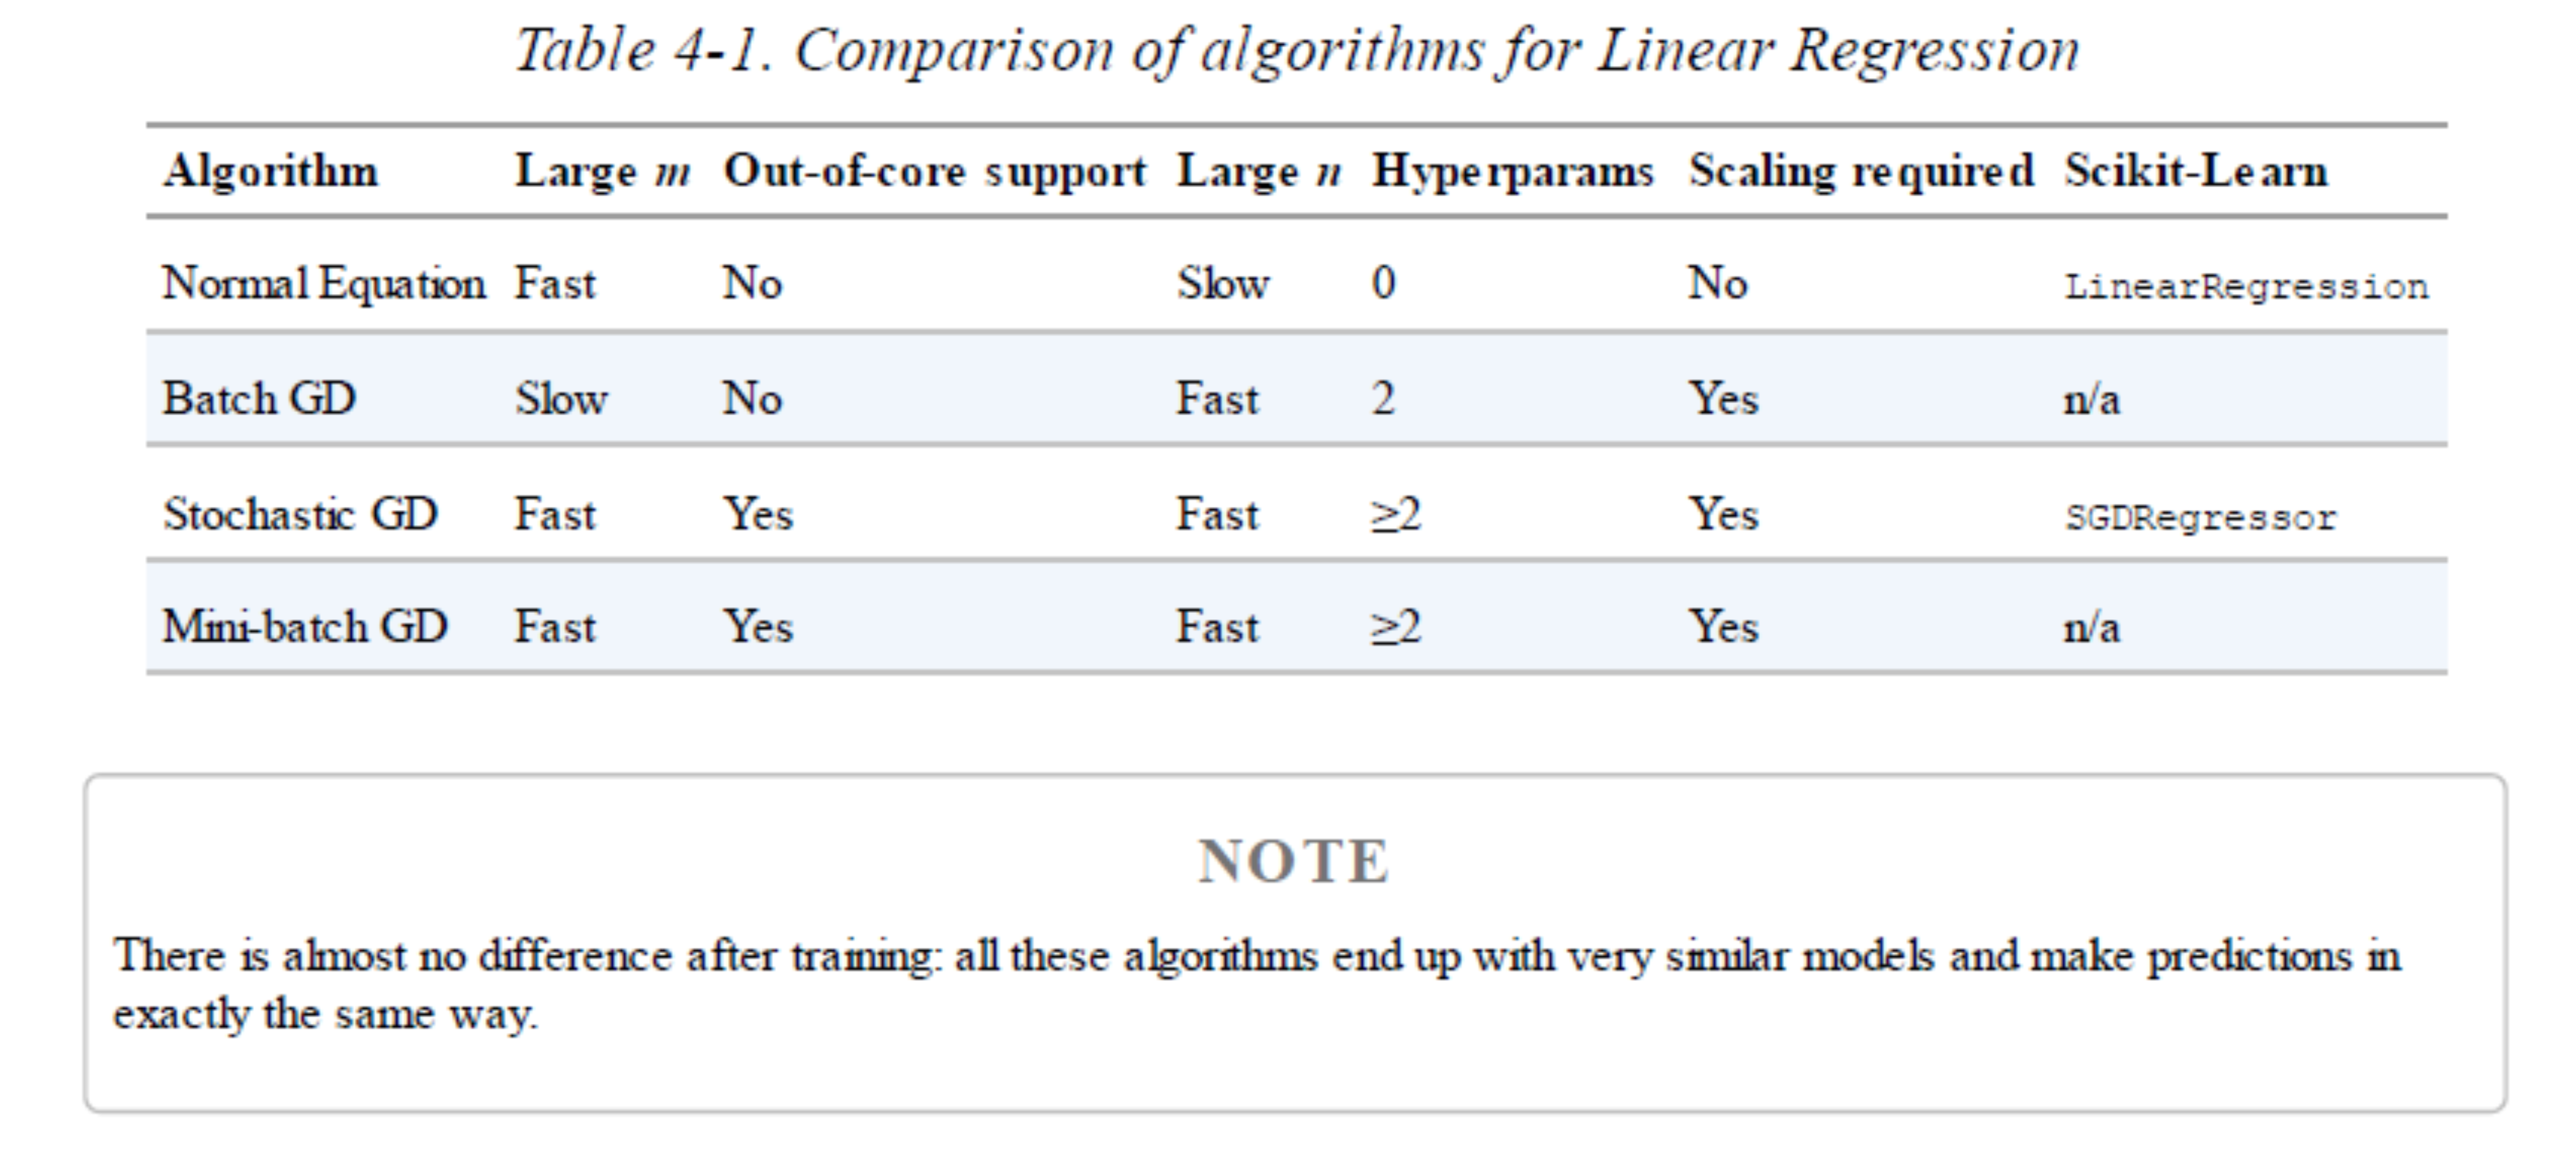 Table 4-1. Comparison of algorithms for Linear Regression
Algorithm Large m Out-of-core support Large n Hyperparams Scaling required Scikit-Learn
Normal Equation Fast No Slow 0 No LinearRegression
Batch GD Slow No Fast 2 Yes n/a
Stochastic GD Fast Yes Fast ≥2 Yes SGDRegressor
Mini-batch GD Fast Yes Fast ≥2 Yes n/a
NOTE
There is almost no difference after training: all these algorithms end up with very similar models and make predictions in
exactly the same way.